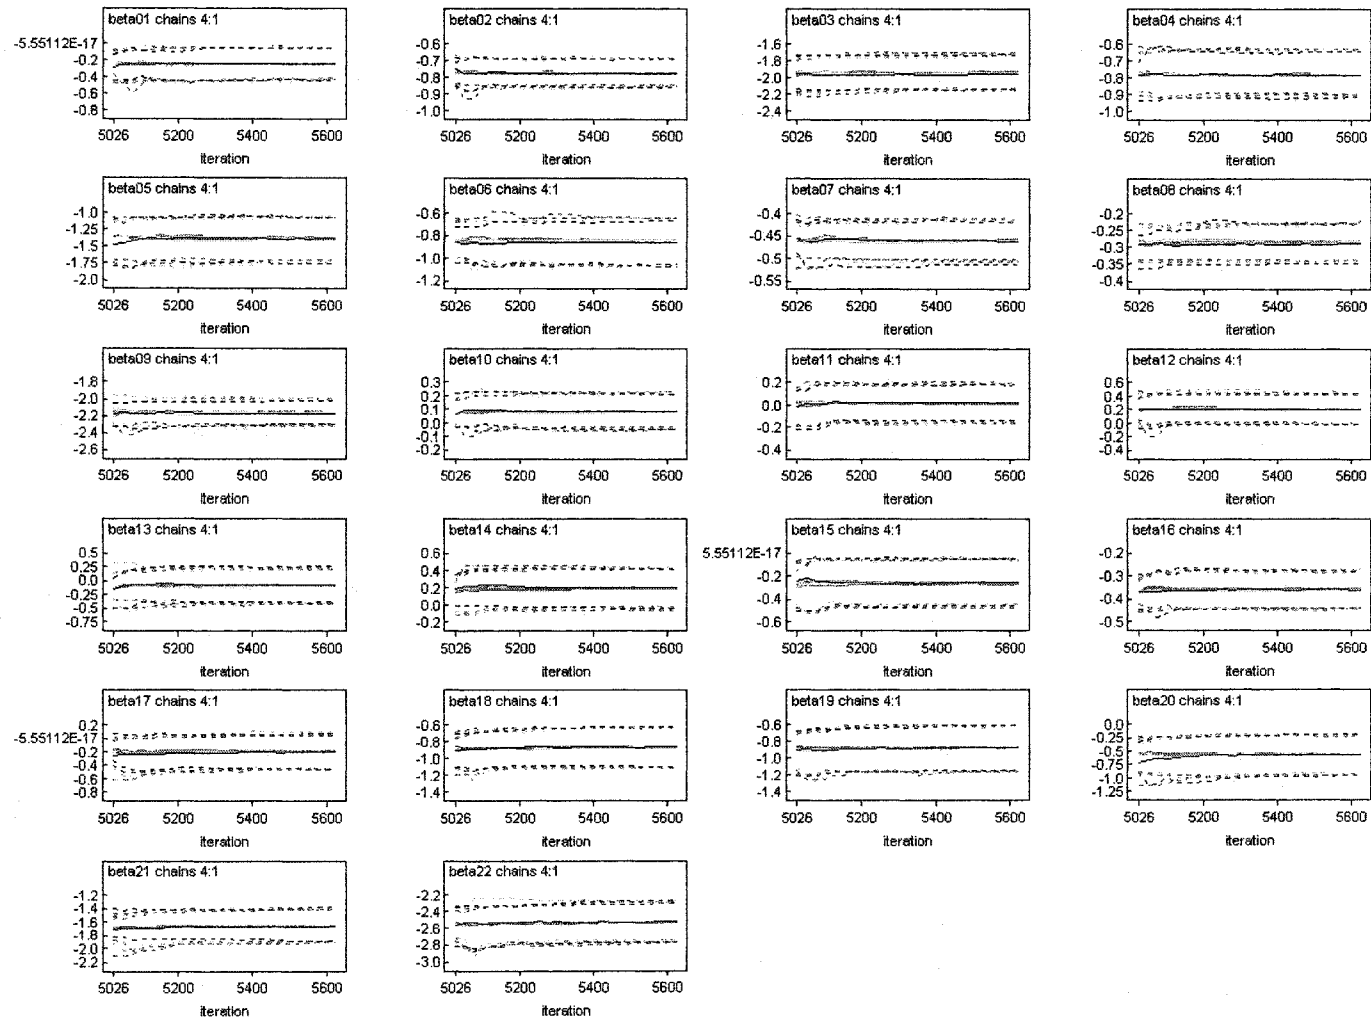 beta01 chains 4:1
-5.55112E-17
-0.2
-0.4
-0.6
-0.8
5026 5200 5400 5600
iteration
beta02 chains 4:1
-0.6
-0.7
-0.8
-0.9
-1.0
5026 5200 5400 5600
iteration
beta03 chains 4:1
-1.6
-1.8
-2.0
-2.2
-2.4
5026 5200 5400 5600
iteration
beta04 chains 4:1
-0.6
-0.7
-0.8
-0.9
-1.0
5026 5200 5400 5600
iteration
beta05 chains 4:1
-1.0
-1.25
-1.5
-1.75
-2.0
5026 5200 5400 5600
iteration
beta06 chains 4:1
-0.6
-0.8
-1.0
-1.2
5026 5200 5400 5600
iteration
beta07 chains 4:1
-0.4
-0.45
-0.5
-0.55
5026 5200 5400 5600
iteration
beta08 chains 4:1
-0.2
-0.25
-0.3
-0.35
-0.4
5026 5200 5400 5600
iteration
beta09 chains 4:1
-1.8
-2.0
-2.2
-2.4
-2.6
5026 5200 5400 5600
iteration
beta10 chains 4:1
0.3
0.2
0.1
0.0
-0.1
-0.2
5026 5200 5400 5600
iteration
beta11 chains 4:1
0.2
0.0
-0.2
-0.4
5026 5200 5400 5600
iteration
beta12 chains 4:1
0.6
0.4
0.2
0.0
-0.2
-0.4
5026 5200 5400 5600
iteration
beta13 chains 4:1
0.5
0.25
0.0
-0.25
-0.5
-0.75
5026 5200 5400 5600
iteration
beta14 chains 4:1
0.6
0.4
0.2
0.0
-0.2
5026 5200 5400 5600
iteration
beta15 chains 4:1
5.55112E-17
-0.2
-0.4
-0.6
5026 5200 5400 5600
iteration
beta16 chains 4:1
-0.2
-0.3
-0.4
-0.5
5026 5200 5400 5600
iteration
beta17 chains 4:1
0.2
-5.55112E-17
-0.2
-0.4
-0.6
-0.8
5026 5200 5400 5600
iteration
beta18 chains 4:1
-0.6
-0.8
-1.0
-1.2
-1.4
5026 5200 5400 5600
iteration
beta19 chains 4:1
-0.6
-0.8
-1.0
-1.2
-1.4
5026 5200 5400 5600
iteration
beta20 chains 4:1
0.0
-0.25
-0.5
-0.75
-1.0
-1.25
5026 5200 5400 5600
iteration
beta21 chains 4:1
-1.2
-1.4
-1.6
-1.8
-2.0
-2.2
5026 5200 5400 5600
iteration
beta22 chains 4:1
-2.2
-2.4
-2.6
-2.8
-3.0
5026 5200 5400 5600
iteration